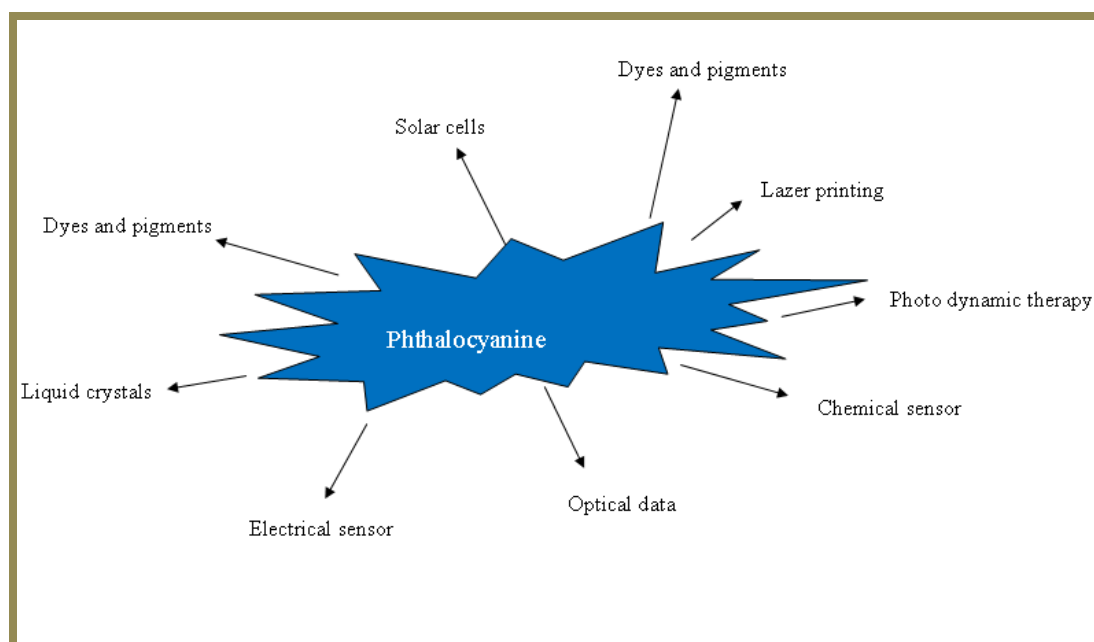 Dyes and pigments
Solar cells
Lazer printing
Dyes and pigments
Photo dynamic therapy
Phthalocyanine
Liquid crystals
Chemical sensor
Optical data
Electrical sensor